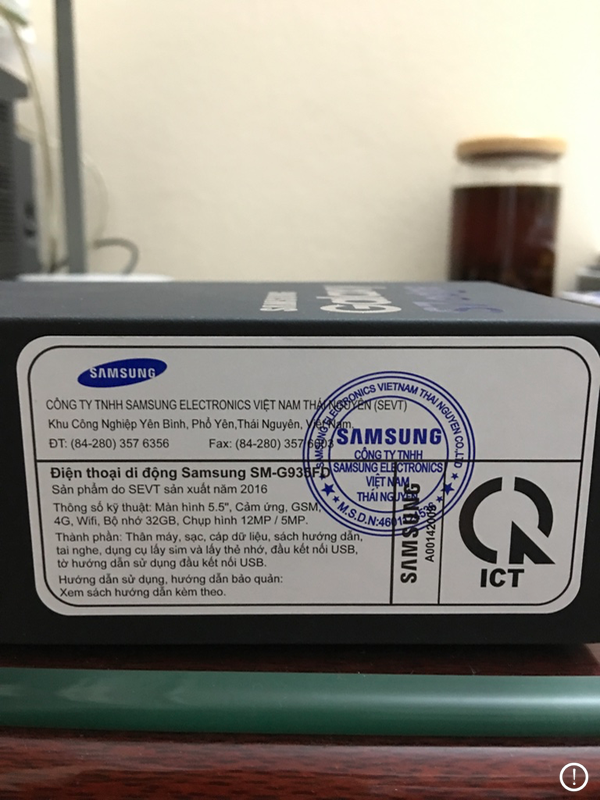 SAMSUNG
SAMSUNG
CÔNG TY TNHH SAMSUNG ELECTRONICS VIỆT NAM THÁI NGUYÊN (SEVT)
Khu Công Nghiệp Yên Bình, Phổ Yên,Thái Nguyên, Việt Nam.
ĐT: (84-280) 357 6356 Fax: (84-280) 357
Điện thoại di động Samsung SM-G935FD
Sản phẩm do SEVT sản xuất năm 2016
Thông số kỹ thuật: Màn hình 5.5", Cảm ứng, GSM,
4G, Wifi, Bộ nhớ 32GB, Chụp hình 12MP / 5MP.
Thành phần: Thân máy, sạc, cáp dữ liệu, sách hướng dẫn,
tai nghe, dụng cụ lấy sim và lấy thẻ nhớ, đầu kết nối USB,
tờ hướng dẫn sử dụng đầu kết nối USB.
Hướng dẫn sử dụng, hướng dẫn bảo quản:
Xem sách hướng dẫn kèm theo.
SAMSUNG ELECTRONICS VIETNAM THAI NGUYEN CO.,LTD
SAMSUNG
CÔNG TY TNHH
SAMSUNG ELECTRONICS
VIỆT NAM
THÁI NGUYÊN
M.S.D.N:
SAMSUNG
ICT